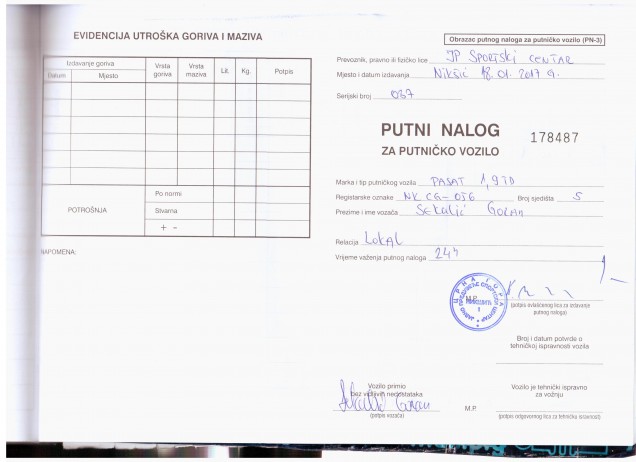 EVIDENCIJA UTROŠKA GORIVA I MAZIVA
Izdavanje goriva
Datum
Mjesto
Vrsta goriva
Vrsta maziva
Lit.
Kg.
Potpis
POTROŠNJA
Po normi
Stvarna
+ -
NAPOMENA:
Obrazac putnog naloga za putničko vozilo (PN-3)
Prevoznik, pravno ili fizičko lice JP SPORTSKI CENTAR
Mjesto i datum izdavanja Nikšić 18.01.2017 g.
Serijski broj 037
PUTNI NALOG
ZA PUTNIČKO VOZILO
178487
Marka i tip putničkog vozila PASAT 1,9 TD
Registarske oznake NK CG-056 Broj sjedišta 5
Prezime i ime vozača Sekulić Goran
Relacija LOKAL
Vrijeme važenja putnog naloga 24h
M.P.
(potpis ovlašćenog lica za izdavanje
putnog naloga)
Broj i datum potvrde o
tehničkoj ispravnosti vozila
Vozilo primio
bez vidljivih nedostataka
(potpis vozača)
M.P.
Vozilo je tehnički ispravno
za vožnju
(potpis odgovornog lica za tehničku ispravnost)